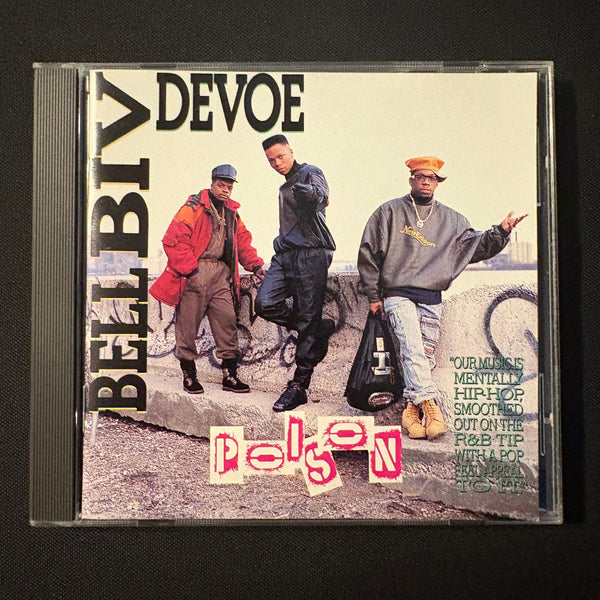 BELL BIV
DEVOE
"OUR MUSIC IS
MENTALLY
HIP-HOP,
SMOOTHED
OUT ON THE
R&B TIP
WITH A POP
FEEL APPEAL
TO IT"
POISON